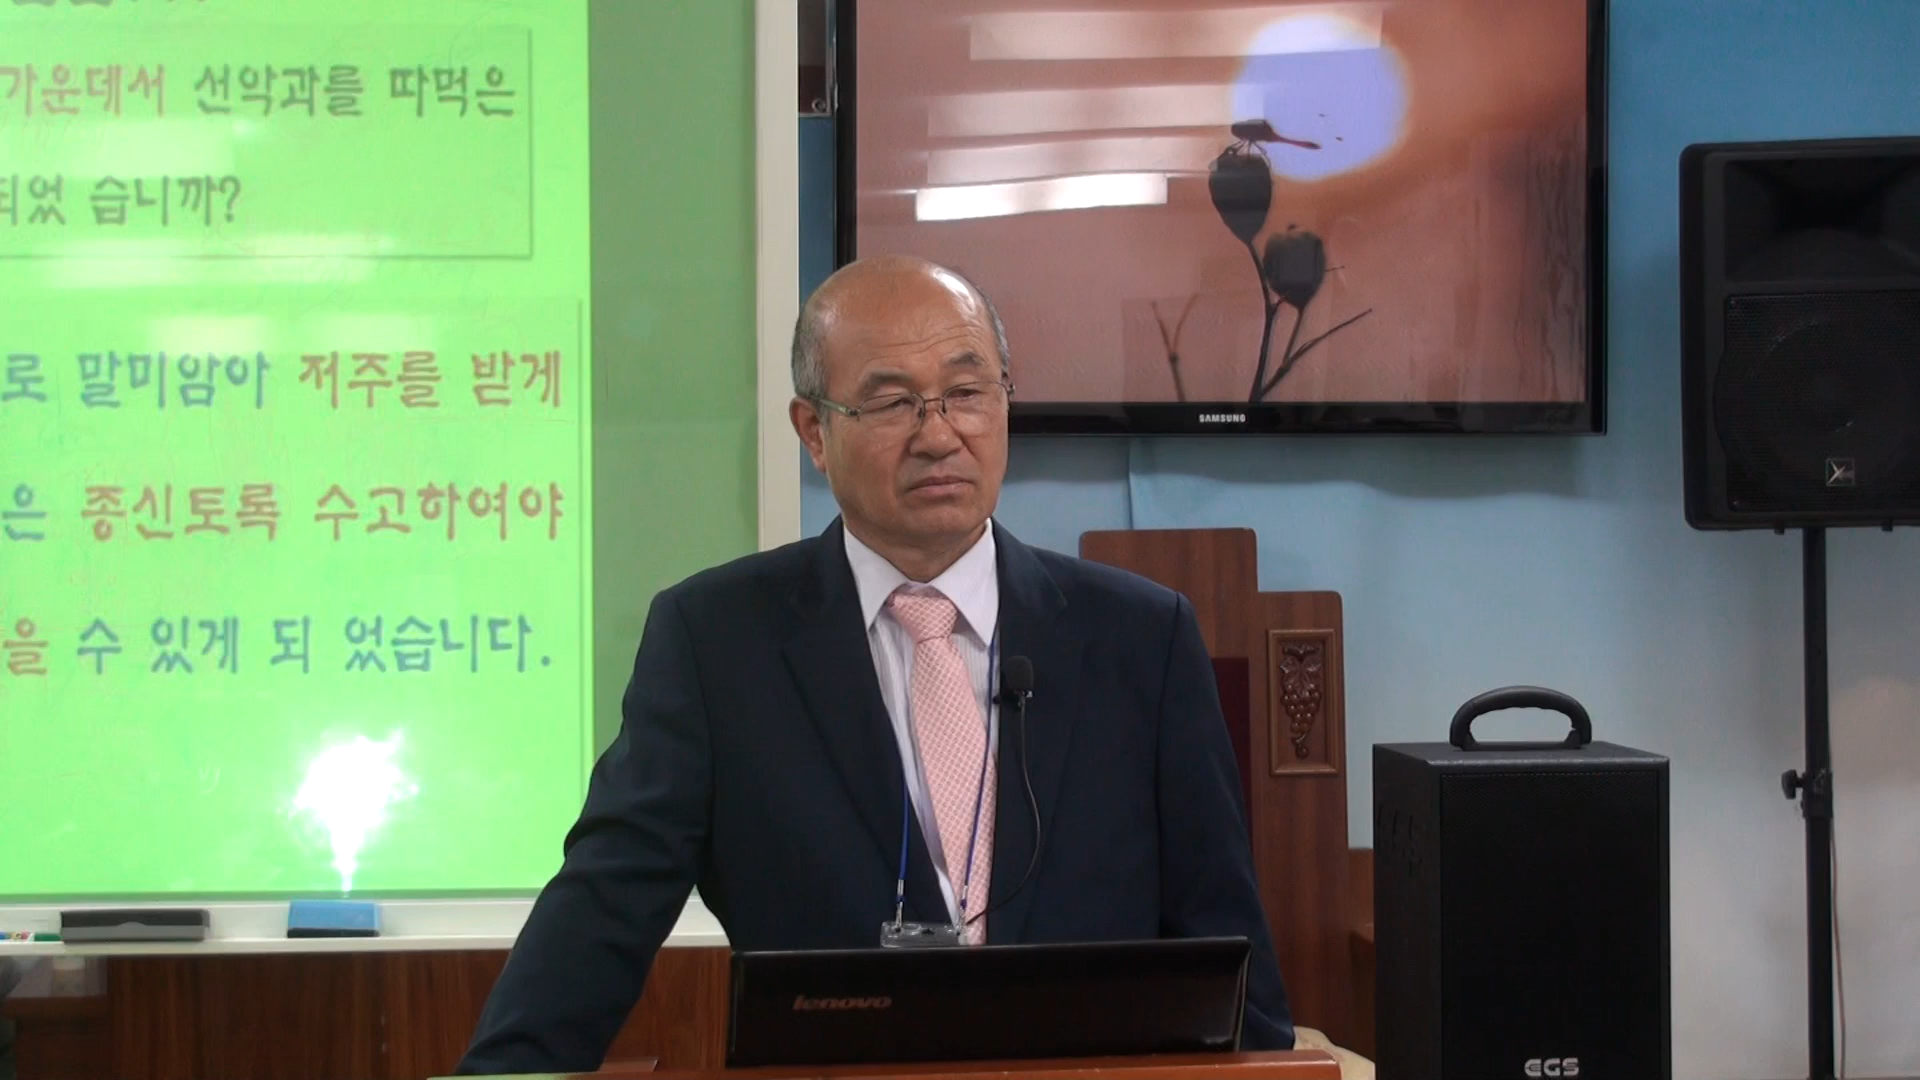 가운데서 선악과를 따먹은
되었 습니까?
로 말미암아 저주를 받게
은 종신토록 수고하여야
을 수 있게 되 었습니다.
SAMSUNG
lenovo
EGS